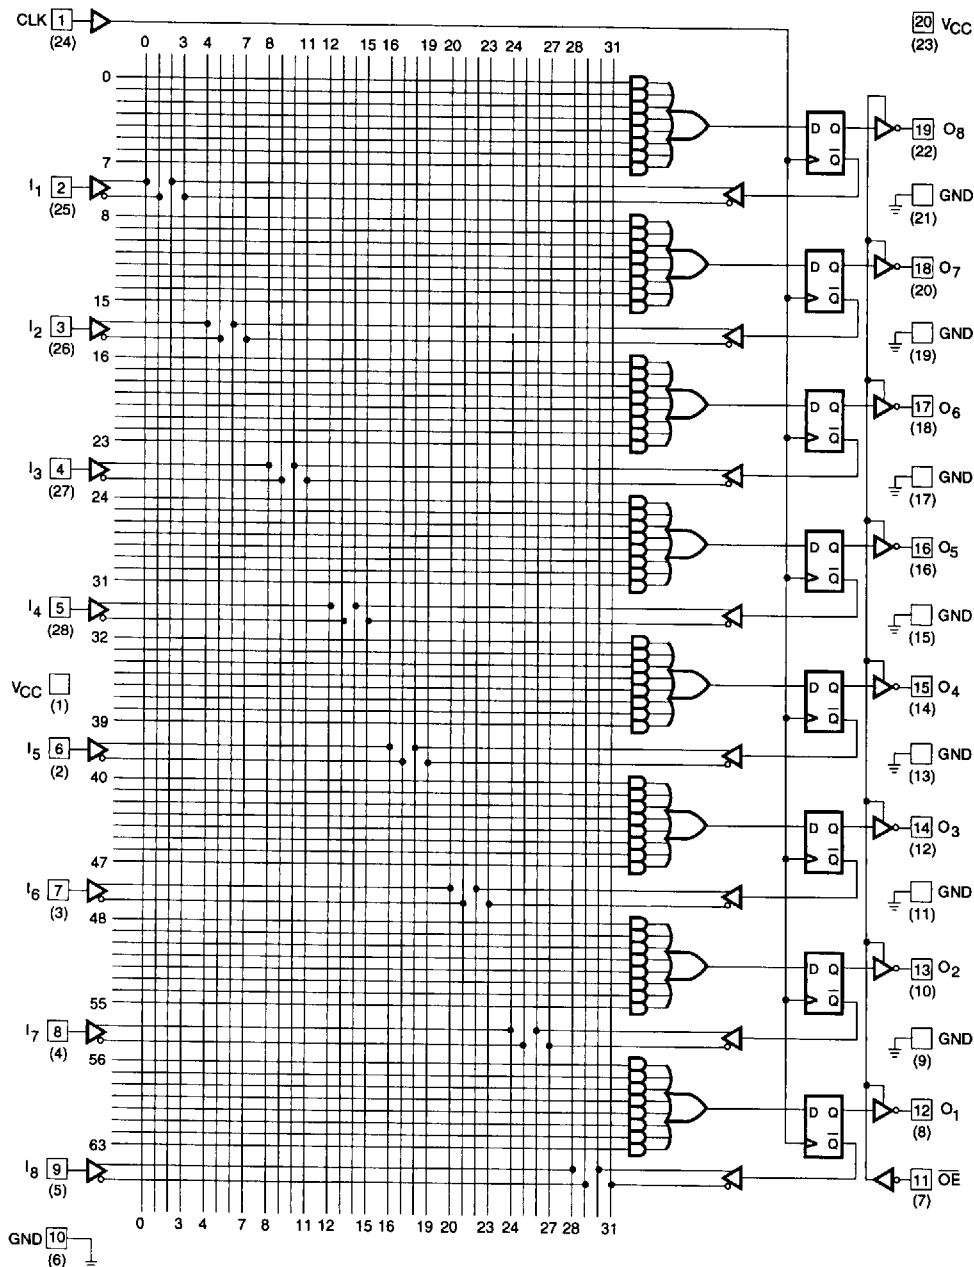 CLK 1 20 VCC
(24) 0 3 4 7 8 11 12 15 16 19 20 23 24 27 28 31 (23)
0
D Q 19 O8
Q (22)
7
I1 2 GND
(25) (21)
8
D Q 18 O7
Q (20)
15
I2 3 GND
(26) (19)
16
D Q 17 O6
Q (18)
23
I3 4 GND
(27) (17)
24
D Q 16 O5
Q (16)
31
I4 5 GND
(28) (15)
32
VCC D Q 15 O4
(1) Q (14)
39
I5 6 GND
(2) (13)
40
D Q 14 O3
Q (12)
47
I6 7 GND
(3) (11)
48
D Q 13 O2
Q (10)
55
I7 8 GND
(4) (9)
56
D Q 12 O1
Q (8)
63
I8 9 11 OE
(5) (7)
0 3 4 7 8 11 12 15 16 19 20 23 24 27 28 31
GND 10
(6)